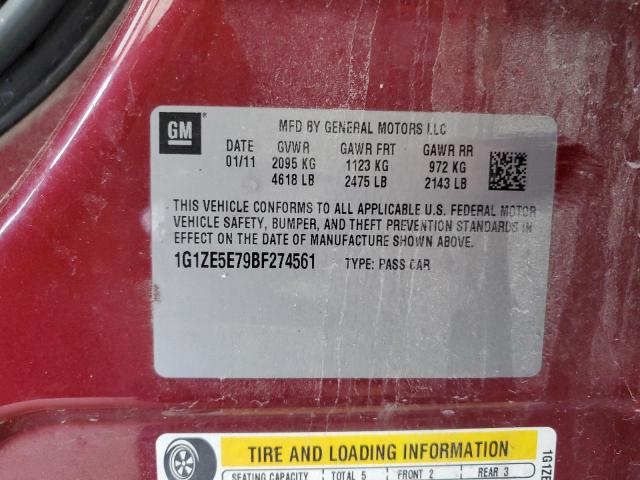 GM
MFD BY GENERAL MOTORS LLC
DATE GVWR GAWR FRT GAWR RR
01/11 2095 KG 1123 KG 972 KG
4618 LB 2475 LB 2143 LB
THIS VEHICLE CONFORMS TO ALL APPLICABLE U.S. FEDERAL MOTOR
VEHICLE SAFETY, BUMPER, AND THEFT PREVENTION STANDARDS IN
EFFECT ON THE DATE OF MANUFACTURE SHOWN ABOVE.
1G1ZE5E79BF274561 TYPE: PASS CAR
TIRE AND LOADING INFORMATION
SEATING CAPACITY TOTAL 5 FRONT 2 REAR 3